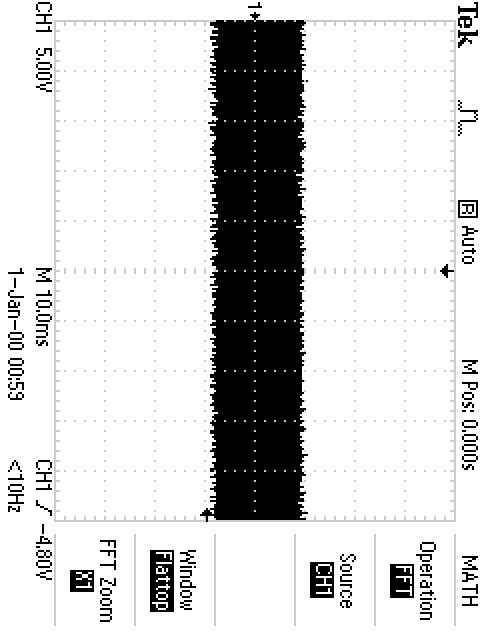 Tek
R Auto
M Pos: 0.000s
MATH
Operation
FFT
Source
CH1
Window
Flattop
FFT Zoom
X1
1
CH1 5.00V
M 10.0ms
CH1 / -4.80V
1-Jan-00 00:59
<10Hz